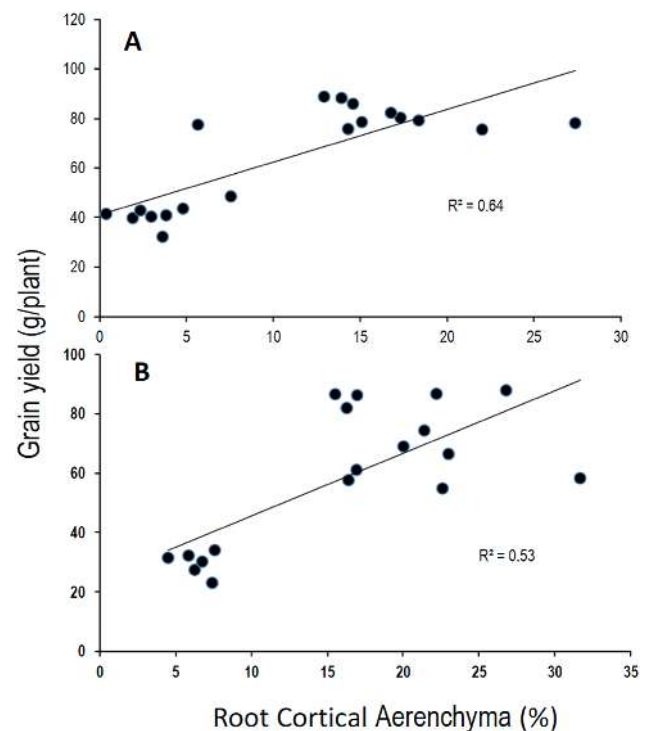 A
120
100
80
60
40
20
0
R² = 0.64
0 5 10 15 20 25 30
B
100
80
60
40
20
0
R² = 0.53
0 5 10 15 20 25 30 35
Grain yield (g/plant)
Root Cortical Aerenchyma (%)